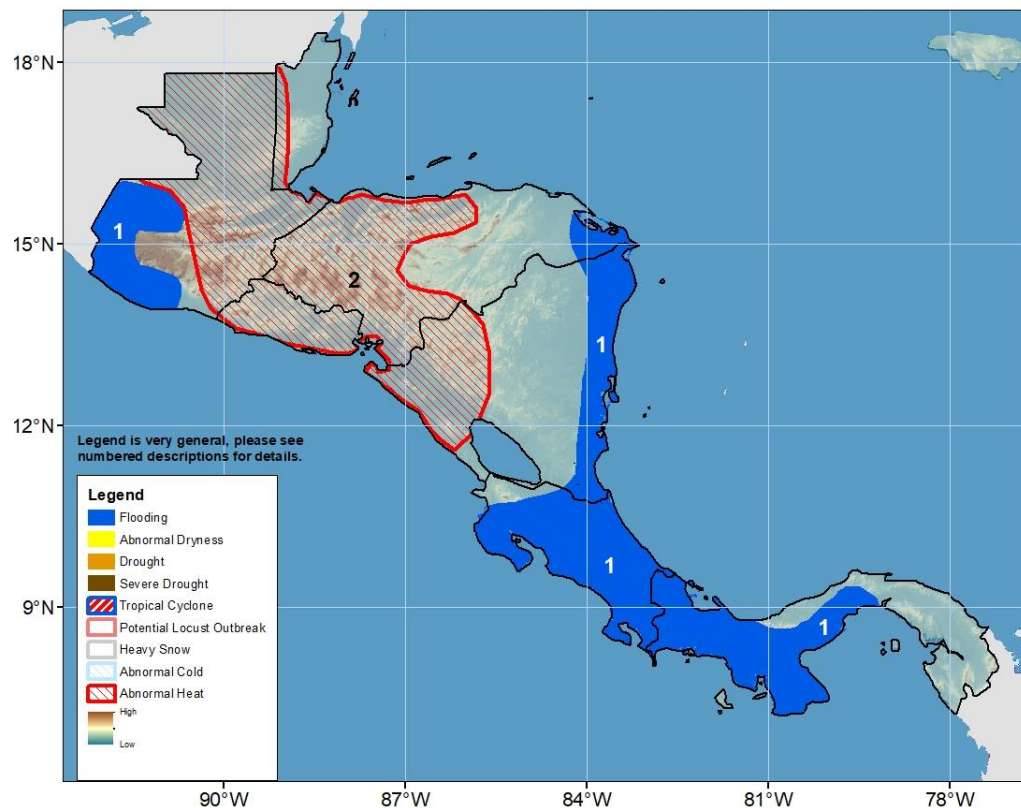 18°N
15°N
12°N
9°N
1
2
1
1
1
Legend is very general, please see
numbered descriptions for details.
Legend
Flooding
Abnormal Dryness
Drought
Severe Drought
Tropical Cyclone
Potential Locust Outbreak
Heavy Snow
Abnormal Cold
Abnormal Heat
High
Low
90°W
87°W
84°W
81°W
78°W